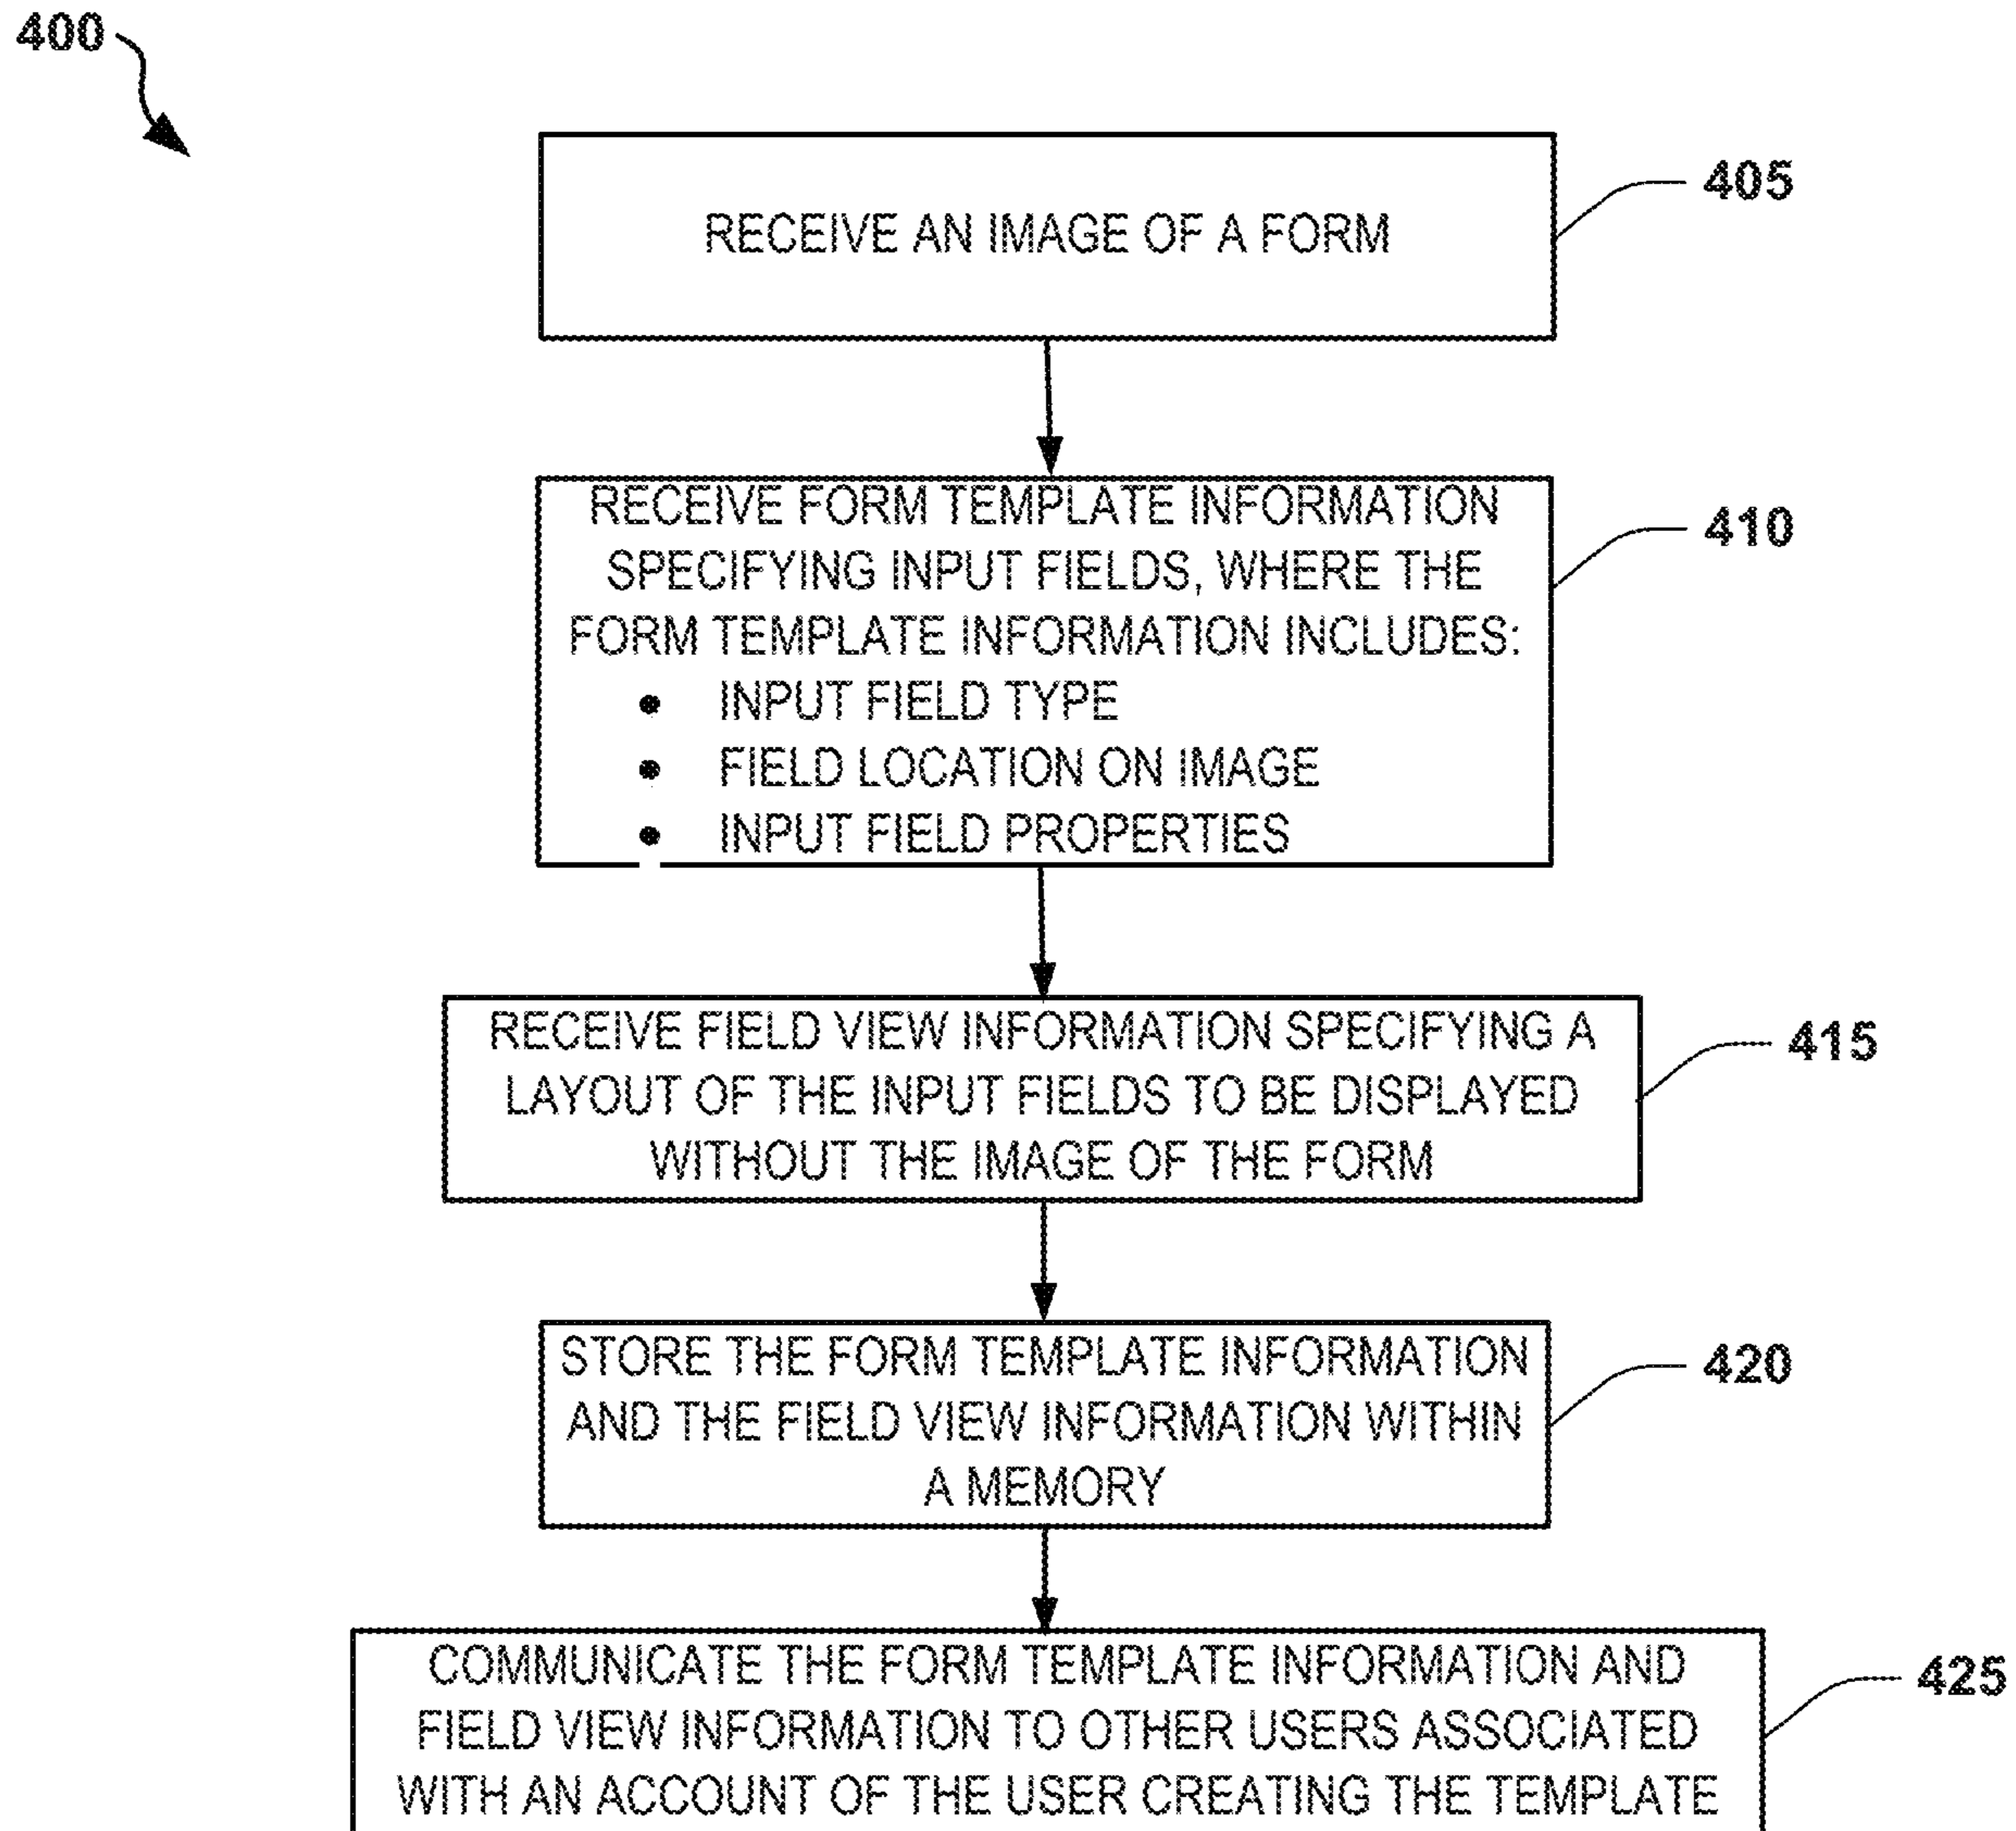 400
RECEIVE AN IMAGE OF A FORM
405
RECEIVE FORM TEMPLATE INFORMATION
SPECIFYING INPUT FIELDS, WHERE THE
FORM TEMPLATE INFORMATION INCLUDES:
• INPUT FIELD TYPE
• FIELD LOCATION ON IMAGE
• INPUT FIELD PROPERTIES
410
RECEIVE FIELD VIEW INFORMATION SPECIFYING A
LAYOUT OF THE INPUT FIELDS TO BE DISPLAYED
WITHOUT THE IMAGE OF THE FORM
415
STORE THE FORM TEMPLATE INFORMATION
AND THE FIELD VIEW INFORMATION WITHIN
A MEMORY
420
COMMUNICATE THE FORM TEMPLATE INFORMATION AND
FIELD VIEW INFORMATION TO OTHER USERS ASSOCIATED
WITH AN ACCOUNT OF THE USER CREATING THE TEMPLATE
425